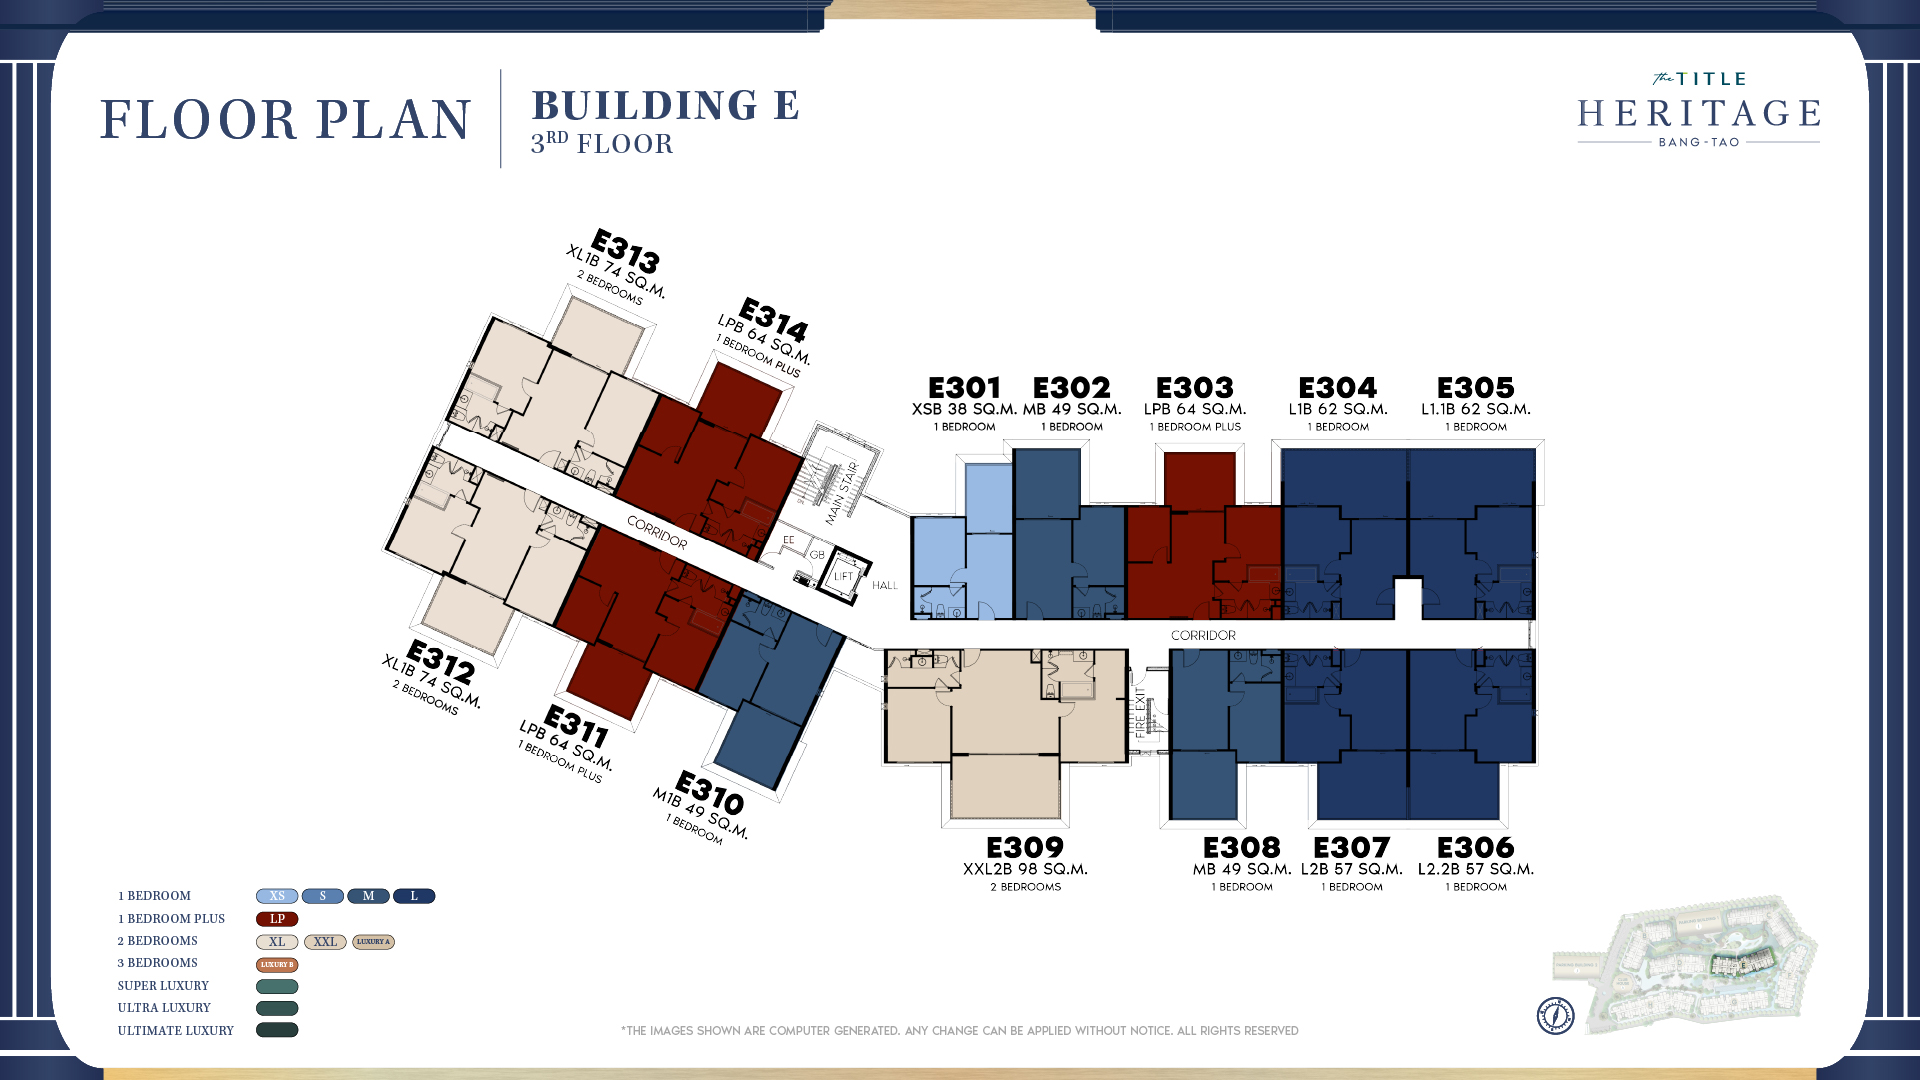 FLOOR PLAN
BUILDING E
3RD FLOOR
the TITLE
HERITAGE
BANG-TAO
E313
XL1B 74 SQ.M.
2 BEDROOMS
E314
LPB 64 SQ.M.
1 BEDROOM PLUS
E301
XSB 38 SQ.M.
1 BEDROOM
E302
MB 49 SQ.M.
1 BEDROOM
E303
LPB 64 SQ.M.
1 BEDROOM PLUS
E304
L1B 62 SQ.M.
1 BEDROOM
E305
L1.1B 62 SQ.M.
1 BEDROOM
MAIN STAIR
CORRIDOR
EE
GB
LIFT
HALL
CORRIDOR
FIRE EXIT
E312
XL1B 74 SQ.M.
2 BEDROOMS
E311
LPB 64 SQ.M.
1 BEDROOM PLUS
E310
M1B 49 SQ.M.
1 BEDROOM
E309
XXL2B 98 SQ.M.
2 BEDROOMS
E308
MB 49 SQ.M.
1 BEDROOM
E307
L2B 57 SQ.M.
1 BEDROOM
E306
L2.2B 57 SQ.M.
1 BEDROOM
1 BEDROOM XS S M L
1 BEDROOM PLUS LP
2 BEDROOMS XL XXL LUXURY A
3 BEDROOMS LUXURY B
SUPER LUXURY
ULTRA LUXURY
ULTIMATE LUXURY
*THE IMAGES SHOWN ARE COMPUTER GENERATED. ANY CHANGE CAN BE APPLIED WITHOUT NOTICE. ALL RIGHTS RESERVED